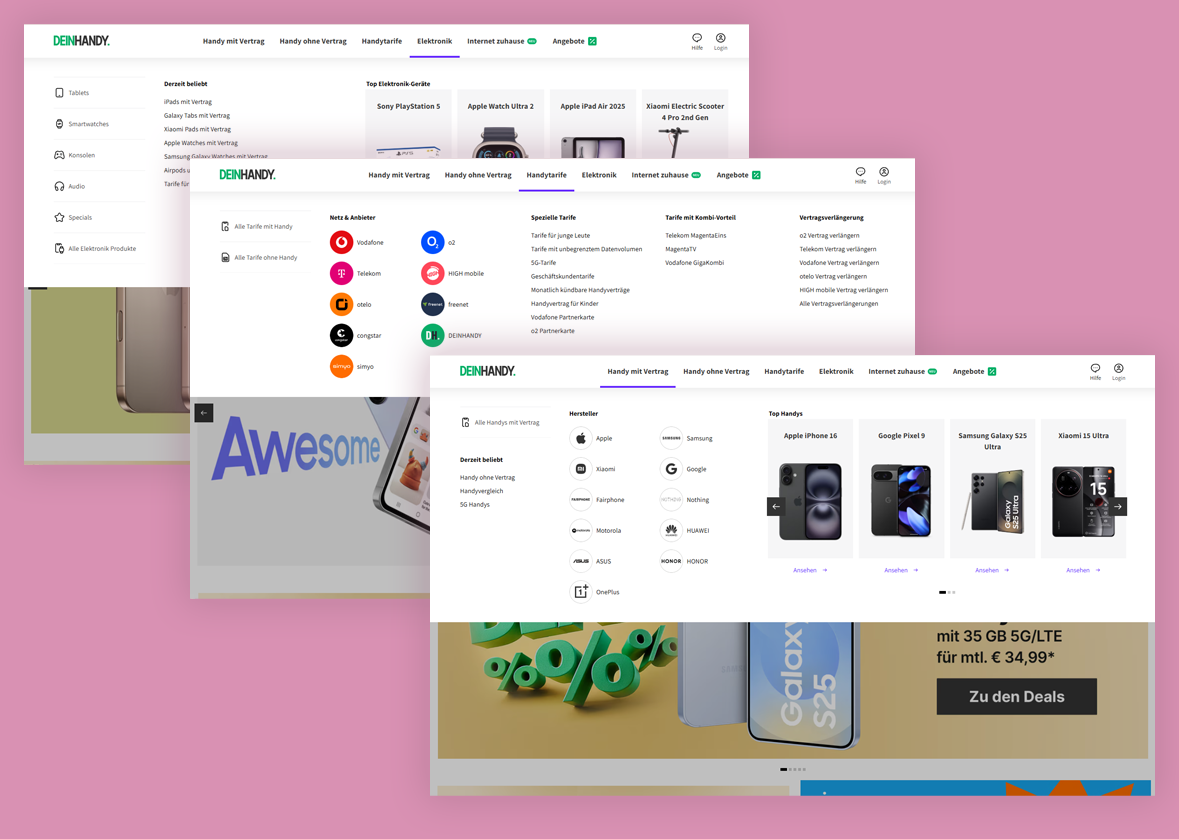 DEINHANDY.
Handy mit Vertrag
Handy ohne Vertrag
Handytarife
Elektronik
Internet zuhause
Angebote
Hilfe
Login
Tablets
Smartwatches
Konsolen
Audio
Specials
Alle Elektronik Produkte
Derzeit beliebt
iPads mit Vertrag
Galaxy Tabs mit Vertrag
Xiaomi Pads mit Vertrag
Apple Watches mit Vertrag
Samsung Galaxy Watches mit Vertrag
Airpods
Tarife für
Top Elektronik-Geräte
Sony PlayStation 5
Apple Watch Ultra 2
Apple iPad Air 2025
Xiaomi Electric Scooter
4 Pro 2nd Gen
DEINHANDY.
Handy mit Vertrag
Handy ohne Vertrag
Handytarife
Elektronik
Internet zuhause
Angebote
Hilfe
Login
Alle Tarife mit Handy
Alle Tarife ohne Handy
Netz & Anbieter
Vodafone
o2
Telekom
HIGH mobile
otelo
freenet
congstar
DEINHANDY
simyo
Spezielle Tarife
Tarife für junge Leute
Tarife mit unbegrenztem Datenvolumen
5G-Tarife
Geschäftskundentarife
Monatlich kündbare Handyverträge
Handyvertrag für Kinder
Vodafone Partnerkarte
o2 Partnerkarte
Tarife mit Kombi-Vorteil
Telekom MagentaEins
MagentaTV
Vodafone GigaKombi
Vertragsverlängerung
o2 Vertrag verlängern
Telekom Vertrag verlängern
Vodafone Vertrag verlängern
otelo Vertrag verlängern
HIGH mobile Vertrag verlängern
Alle Vertragsverlängerungen
Awesome
DEINHANDY.
Handy mit Vertrag
Handy ohne Vertrag
Handytarife
Elektronik
Internet zuhause
Angebote
Hilfe
Login
Alle Handys mit Vertrag
Derzeit beliebt
Handy ohne Vertrag
Handyvergleich
5G Handys
Hersteller
Apple
SAMSUNG
Samsung
Xiaomi
Google
FAIRPHONE
Fairphone
NOTHING
Nothing
Motorola
HUAWEI
ASUS
ASUS
HONOR
HONOR
OnePlus
Top Handys
Apple iPhone 16
Google Pixel 9
Samsung Galaxy S25
Ultra
Xiaomi 15 Ultra
Galaxy
S25 Ultra
15
Ansehen
Ansehen
Ansehen
Ansehen
%%%
Galaxy
S25
mit 35 GB 5G/LTE
für mtl. € 34,99*
Zu den Deals